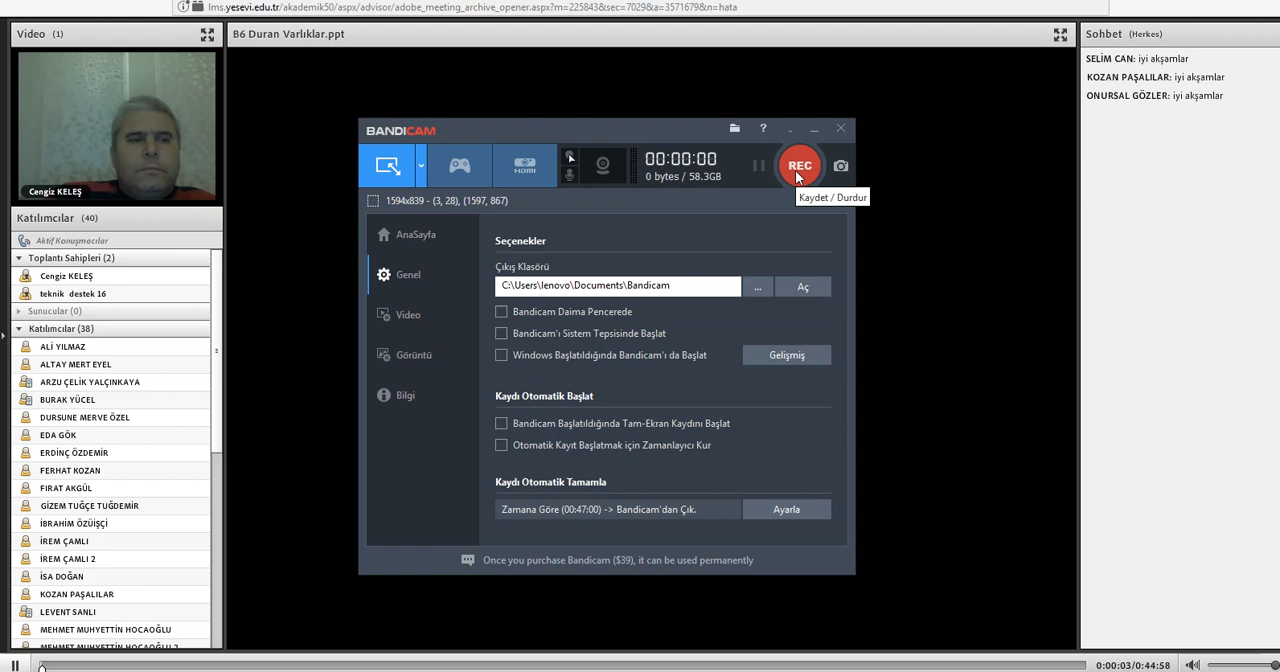 lms.yesevi.edu.tr/akademik50/aspx/advisor/adobe_meeting_archive_opener.aspx?m=225843&sec=7029&a=3571679&n=hata
Video (1)
Cengiz KELEŞ
Katılımcılar (40)
Aktif Konuşmacılar
Toplantı Sahipleri (2)
Cengiz KELEŞ
teknik destek 16
Sunucular (0)
Katılımcılar (38)
ALİ YILMAZ
ALTAY MERT EYEL
ARZU ÇELİK YALÇINKAYA
BURAK YÜCEL
DURSUNE MERVE ÖZEL
EDA GÖK
ERDİNÇ ÖZDEMİR
FERHAT KOZAN
FIRAT AKGÜL
GİZEM TUĞÇE TUĞDEMİR
İBRAHİM ÖZÜİŞÇİ
İREM ÇAMLI
İREM ÇAMLI 2
İSA DOĞAN
KOZAN PAŞALILAR
LEVENT SANLI
MEHMET MUHYETTİN HOCAOĞLU
MEHMET MUHYETTİN HOCAOĞLU 2
B6 Duran Varlıklar.ppt
BANDICAM
?
HDMI
00:00:00
0 bytes / 58.3GB
REC
Kaydet / Durdur
1594x839 - (3, 28), (1597, 867)
AnaSayfa
Genel
Video
Görüntü
Bilgi
Seçenekler
Çıkış Klasörü
C:\Users\lenovo\Documents\Bandicam
...
Aç
Bandicam Daima Pencerede
Bandicam'ı Sistem Tepsisinde Başlat
Windows Başlatıldığında Bandicam'ı da Başlat
Gelişmiş
Kaydı Otomatik Başlat
Bandicam Başlatıldığında Tam-Ekran Kaydını Başlat
Otomatik Kayıt Başlatmak için Zamanlayıcı Kur
Kaydı Otomatik Tamamla
Zamana Göre (00:47:00) -> Bandicam'dan Çık.
Ayarla
Once you purchase Bandicam ($39), it can be used permanently
Sohbet (Herkes)
SELİM CAN: iyi akşamlar
KOZAN PAŞALILAR: iyi akşamlar
ONURSAL GÖZLER: iyi akşamlar
0:00:03/0:44:58